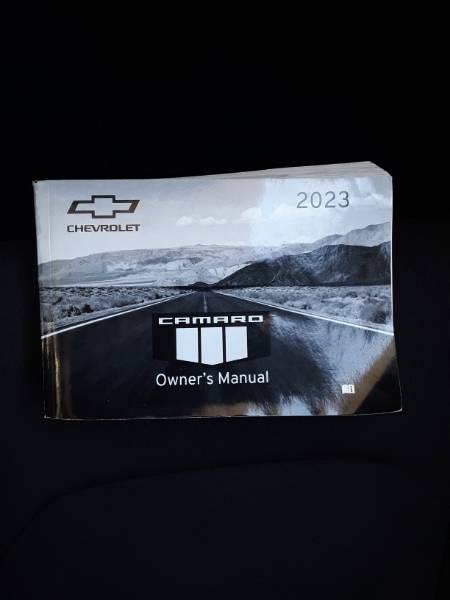 CHEVROLET
2023
CAMARO
Owner's Manual